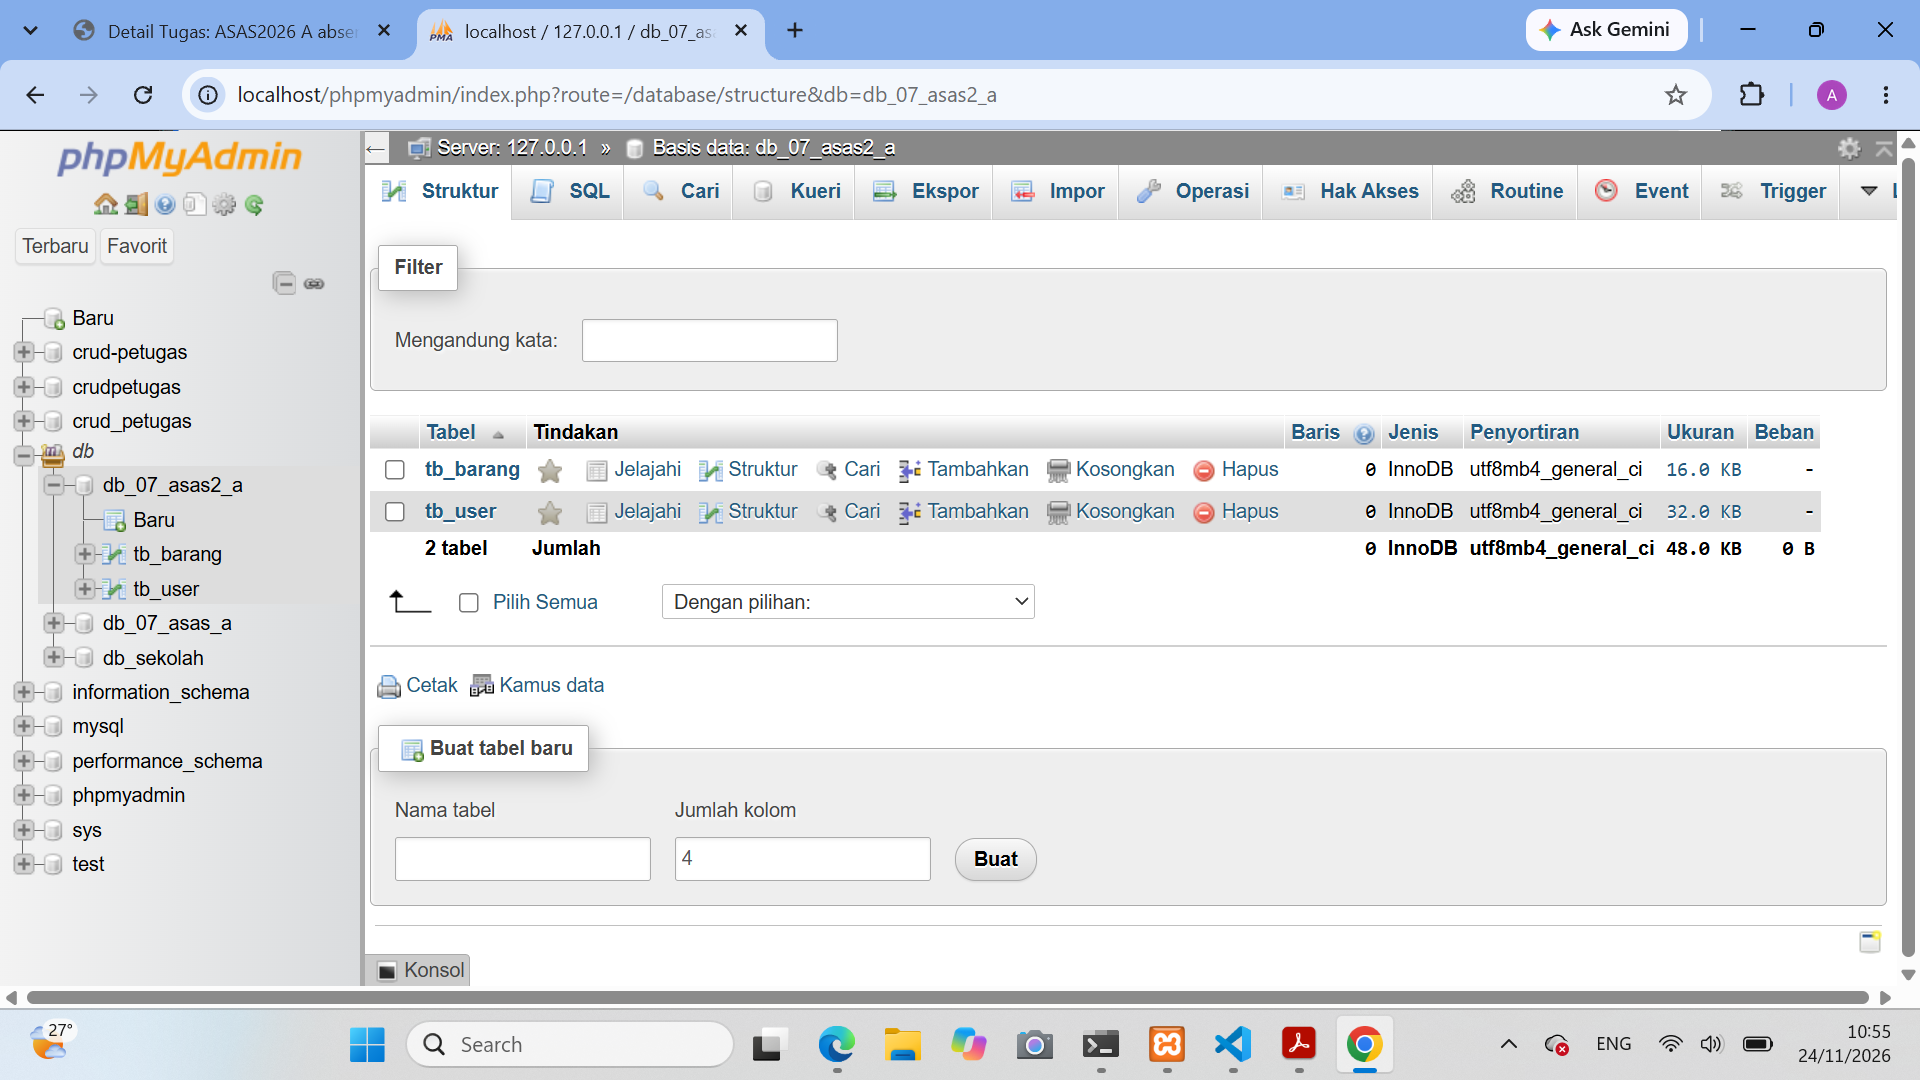 Detail Tugas: ASAS2026 A abse
localhost / 127.0.0.1 / db_07_as
Ask Gemini
localhost/phpmyadmin/index.php?route=/database/structure&db=db_07_asas2_a
A
phpMyAdmin
Terbaru
Favorit
Baru
crud-petugas
crudpetugas
crud_petugas
db
db_07_asas2_a
Baru
tb_barang
tb_user
db_07_asas_a
db_sekolah
information_schema
mysql
performance_schema
phpmyadmin
sys
test
Server: 127.0.0.1 » Basis data: db_07_asas2_a
Struktur SQL Cari Kueri Ekspor Impor Operasi Hak Akses Routine Event Trigger
Filter
Mengandung kata:
Tabel Tindakan Baris Jenis Penyortiran Ukuran Beban
tb_barang Jelajahi Struktur Cari Tambahkan Kosongkan Hapus 0 InnoDB utf8mb4_general_ci 16.0 KB -
tb_user Jelajahi Struktur Cari Tambahkan Kosongkan Hapus 0 InnoDB utf8mb4_general_ci 32.0 KB -
2 tabel Jumlah 0 InnoDB utf8mb4_general_ci 48.0 KB 0 B
Pilih Semua Dengan pilihan:
Cetak Kamus data
Buat tabel baru
Nama tabel Jumlah kolom
4 Buat
Konsol
27°
Search
ENG
10:55
24/11/2026